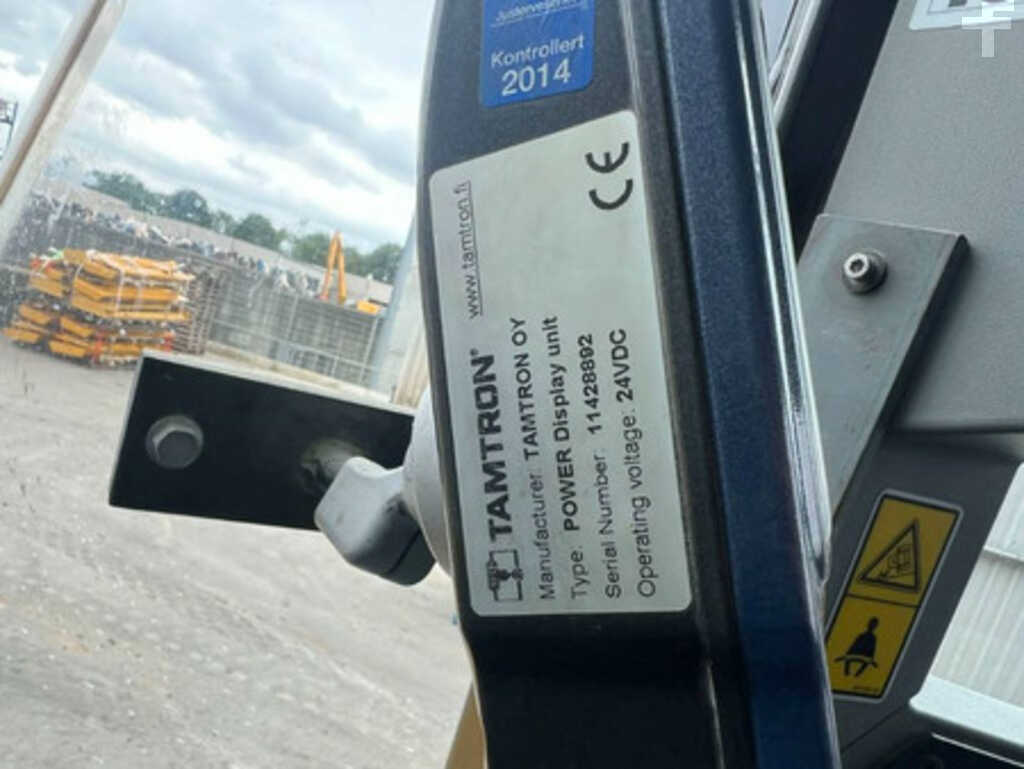 Kontrollert
2014
CE
www.tamtron.fi
TAMTRON®
Manufacturer: TAMTRON OY
Type: POWER Display unit
Serial Number: 11428892
Operating voltage: 24VDC